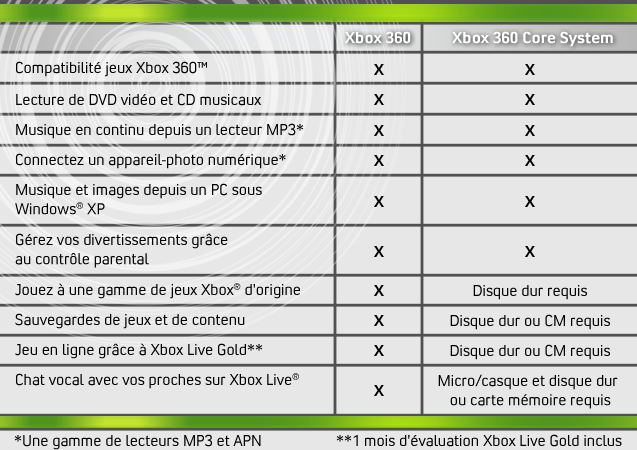 Xbox 360 Xbox 360 Core System
Compatibilité jeux Xbox 360™ X X
Lecture de DVD vidéo et CD musicaux X X
Musique en continu depuis un lecteur MP3* X X
Connectez un appareil-photo numérique* X X
Musique et images depuis un PC sous
Windows® XP X X
Gérez vos divertissements grâce
au contrôle parental X X
Jouez à une gamme de jeux Xbox® d'origine X Disque dur requis
Sauvegardes de jeux et de contenu X Disque dur ou CM requis
Jeu en ligne grâce à Xbox Live Gold** X Disque dur ou CM requis
Chat vocal avec vos proches sur Xbox Live® X Micro/casque et disque dur
ou carte mémoire requis
*Une gamme de lecteurs MP3 et APN **1 mois d'évaluation Xbox Live Gold inclus